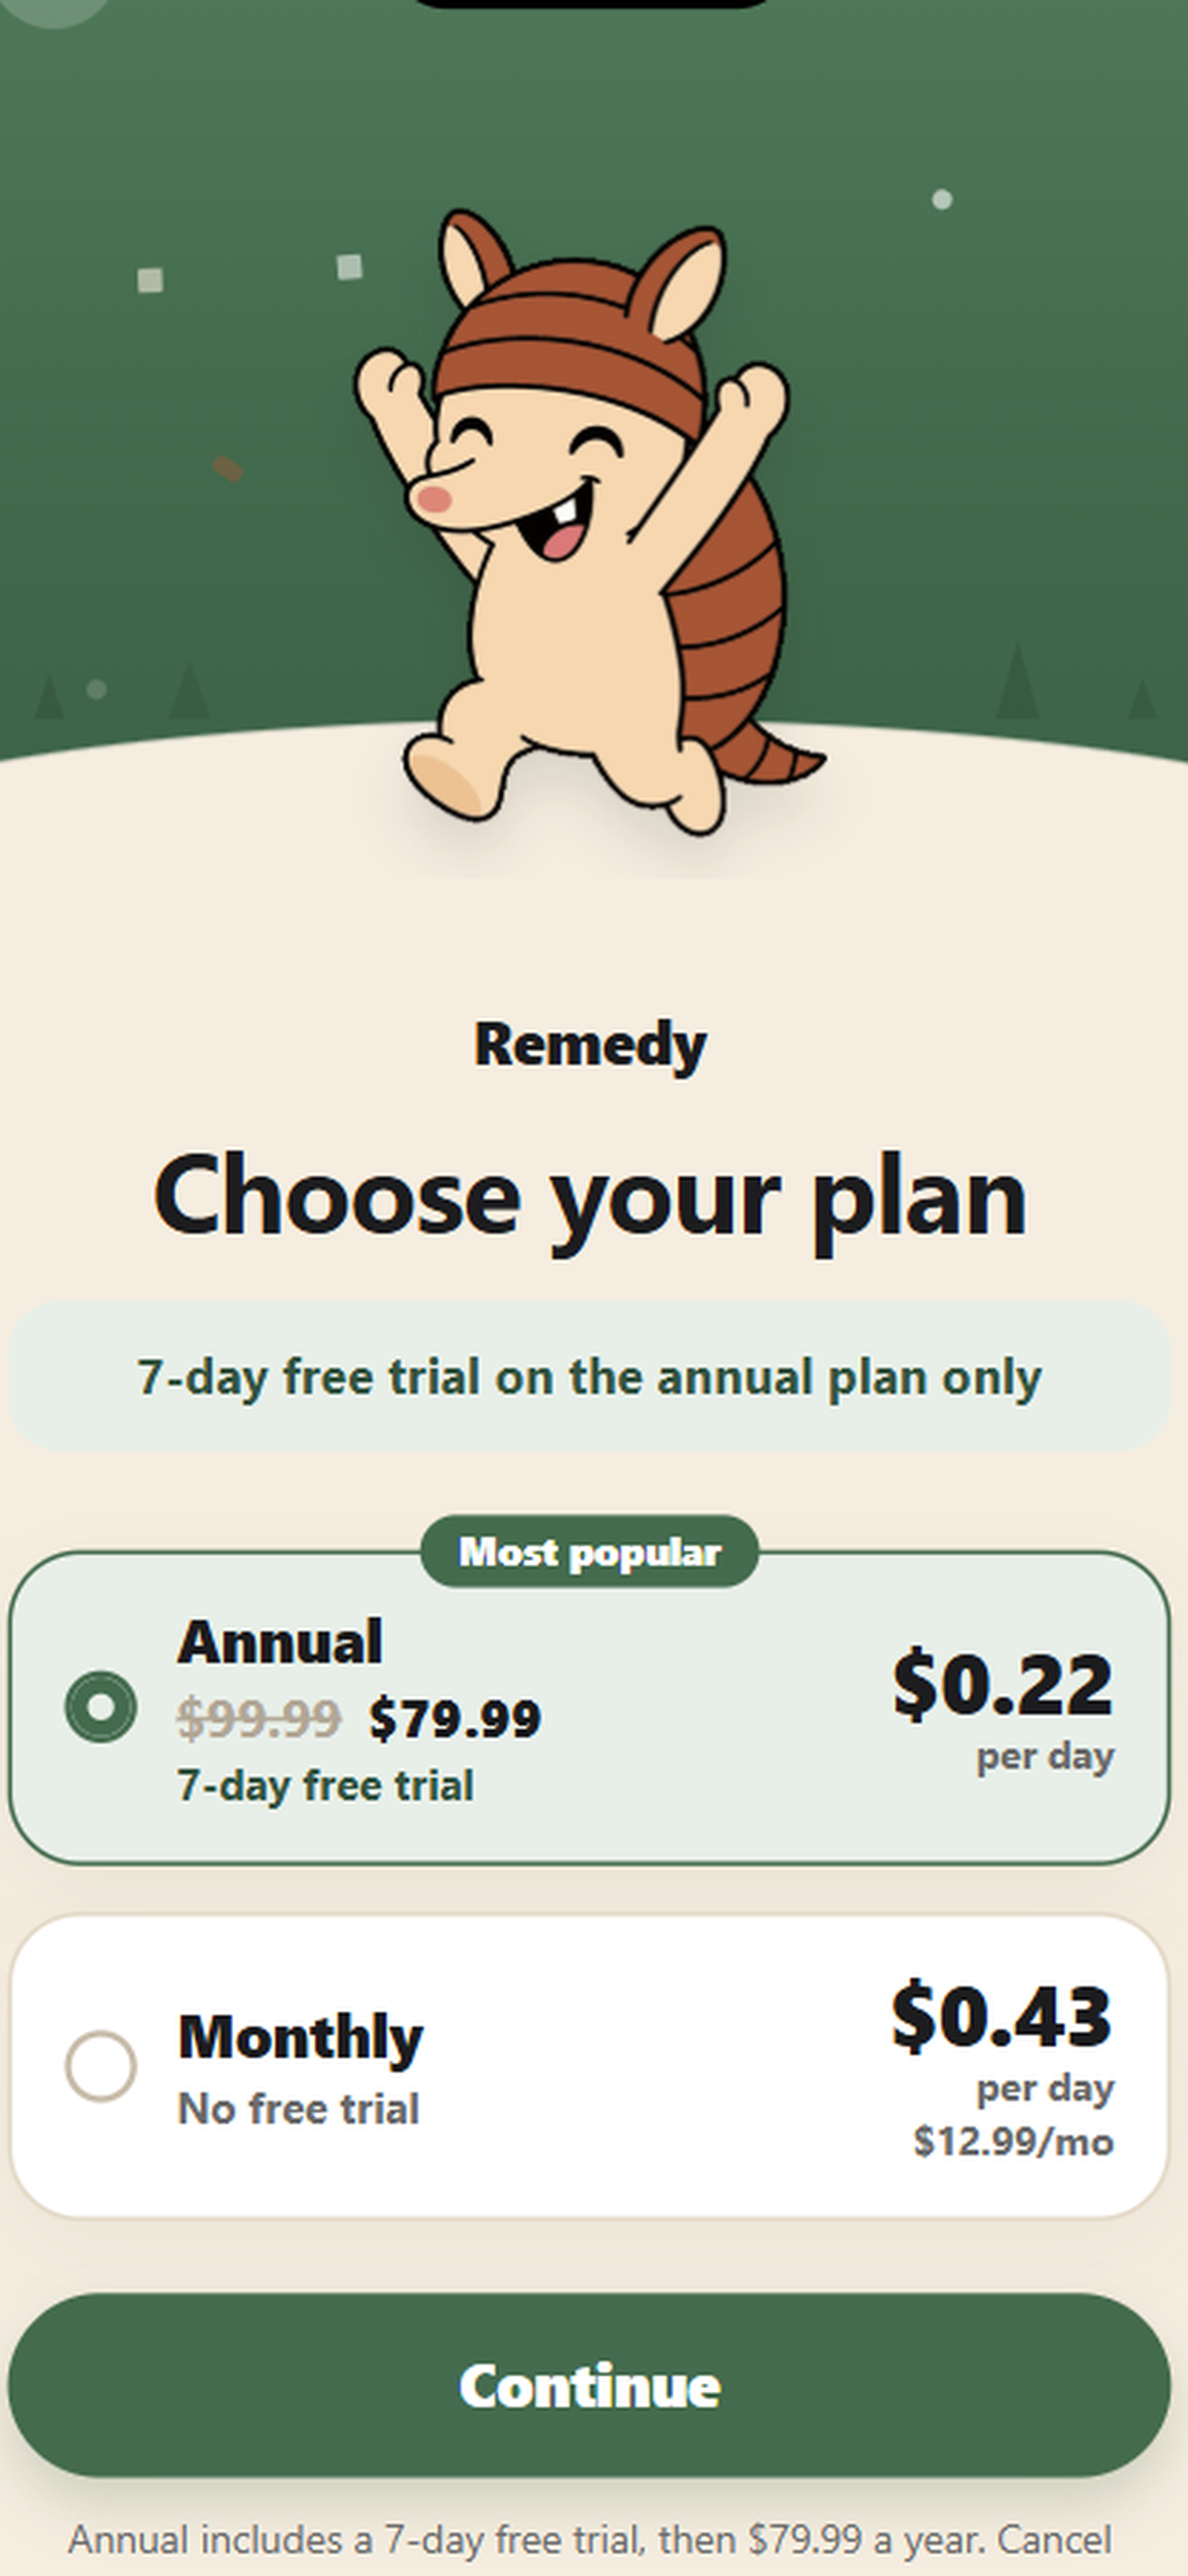 Remedy
Choose your plan
7-day free trial on the annual plan only
Most popular
Annual
$99.99 $79.99
7-day free trial
$0.22
per day
Monthly
No free trial
$0.43
per day
$12.99/mo
Continue
Annual includes a 7-day free trial, then $79.99 a year. Cancel